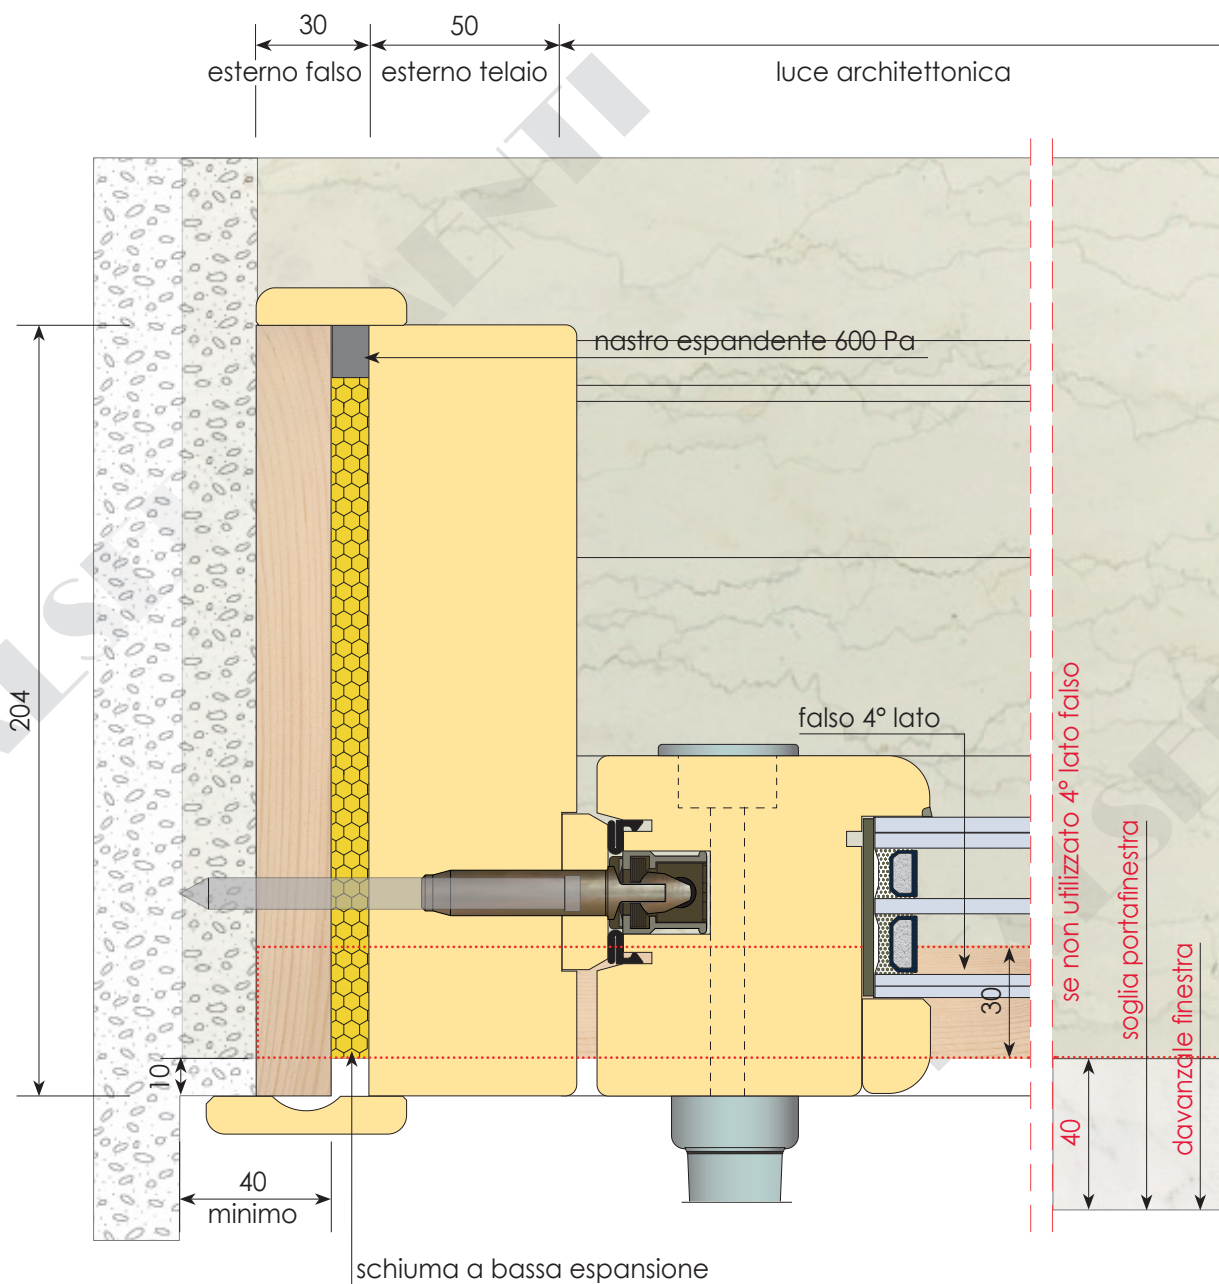 30
50
esterno falso
esterno telaio
luce architettonica
nastro espandente 600 Pa
204
falso 4° lato
se non utilizzato 4° lato falso
soglia portafinestra
davanzale finestra
30
10
40
40
minimo
schiuma a bassa espansione